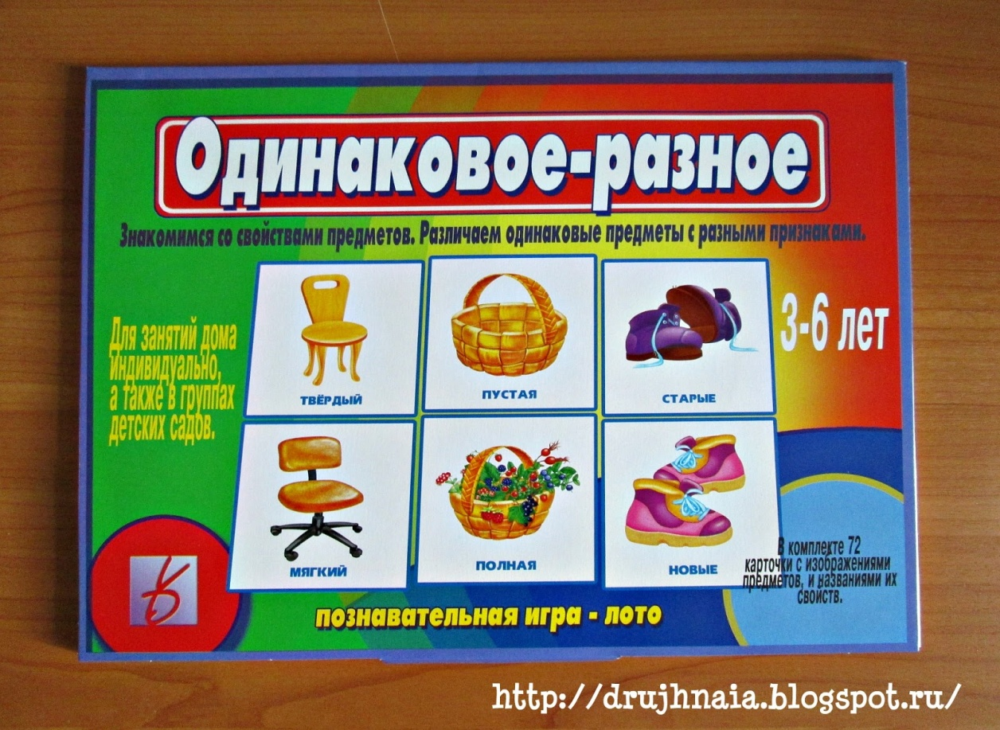 Одинаковое-разное
Знакомимся со свойствами предметов. Различаем одинаковые предметы с разными признаками.
Для занятий дома
индивидуально,
а также в группах
детских садов.
3-6 лет
ТВЁРДЫЙ
ПУСТАЯ
СТАРЫЕ
МЯГКИЙ
ПОЛНАЯ
НОВЫЕ
В комплекте 72
карточки с изображениями
предметов, и названиями их
свойств.
познавательная игра - лото
http://drujhnaia.blogspot.ru/